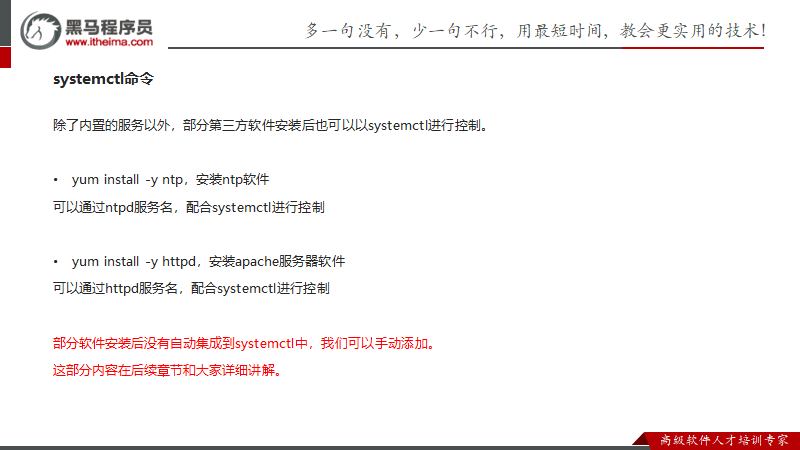 黑马程序员
www.itheima.com
多一句没有，少一句不行，用最短时间，教会更实用的技术！
systemctl命令
除了内置的服务以外，部分第三方软件安装后也可以以systemctl进行控制。
• yum install -y ntp，安装ntp软件
可以通过ntpd服务名，配合systemctl进行控制
• yum install -y httpd，安装apache服务器软件
可以通过httpd服务名，配合systemctl进行控制
部分软件安装后没有自动集成到systemctl中，我们可以手动添加。
这部分内容在后续章节和大家详细讲解。
高级软件人才培训专家